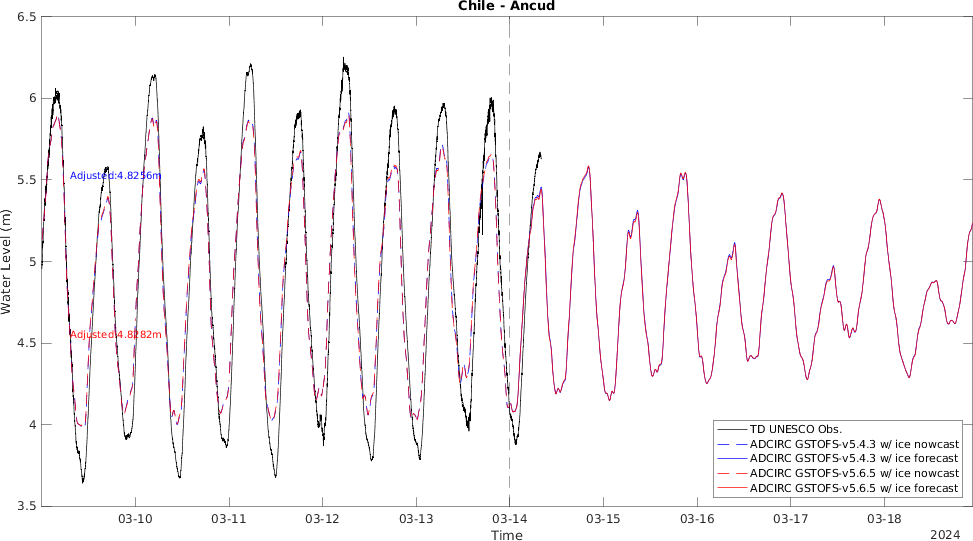 Chile - Ancud
6.5
6
5.5
5
4.5
4
3.5
Water Level (m)
Adjusted:4.8256m
Adjusted:4.8282m
TD UNESCO Obs.
ADCIRC GSTOFS-v5.4.3 w/ ice nowcast
ADCIRC GSTOFS-v5.4.3 w/ ice forecast
ADCIRC GSTOFS-v5.6.5 w/ ice nowcast
ADCIRC GSTOFS-v5.6.5 w/ ice forecast
03-10 03-11 03-12 03-13 03-14 03-15 03-16 03-17 03-18
Time
2024